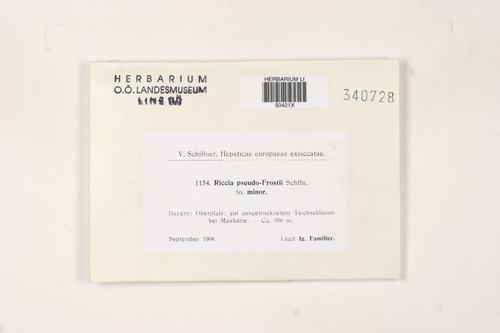 HERBARIUM
O.Ö. LANDESMUSEUM
LINZ
HERBARIUM LI
50421X
340728
V. Schiffner, Hepaticae europaeae exsiccatae.
1154. Riccia pseudo-Frostii Schffn.
fo. minor.
Bayern: Oberpfalz; auf ausgetrocknetem Teichschlamm
bei Maxhütte. — Ca. 350 m.
September 1906. Legit Ig. Familler.